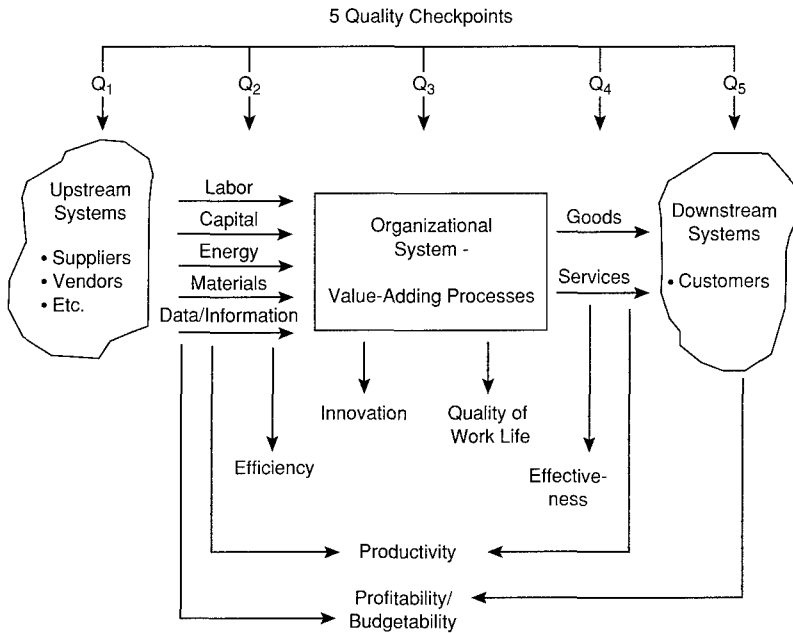 5 Quality Checkpoints
Q1
Q2
Q3
Q4
Q5
Upstream
Systems
• Suppliers
• Vendors
• Etc.
Labor
Capital
Energy
Materials
Data/Information
Organizational
System -
Value-Adding Processes
Goods
Services
Downstream
Systems
• Customers
Innovation
Quality of
Work Life
Efficiency
Effective-
ness
Productivity
Profitability/
Budgetability